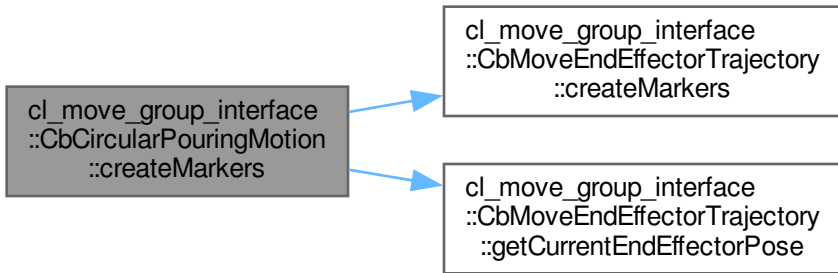 cl_move_group_interface
::CbCircularPouringMotion
::createMarkers
cl_move_group_interface
::CbMoveEndEffectorTrajectory
::createMarkers
cl_move_group_interface
::CbMoveEndEffectorTrajectory
::getCurrentEndEffectorPose